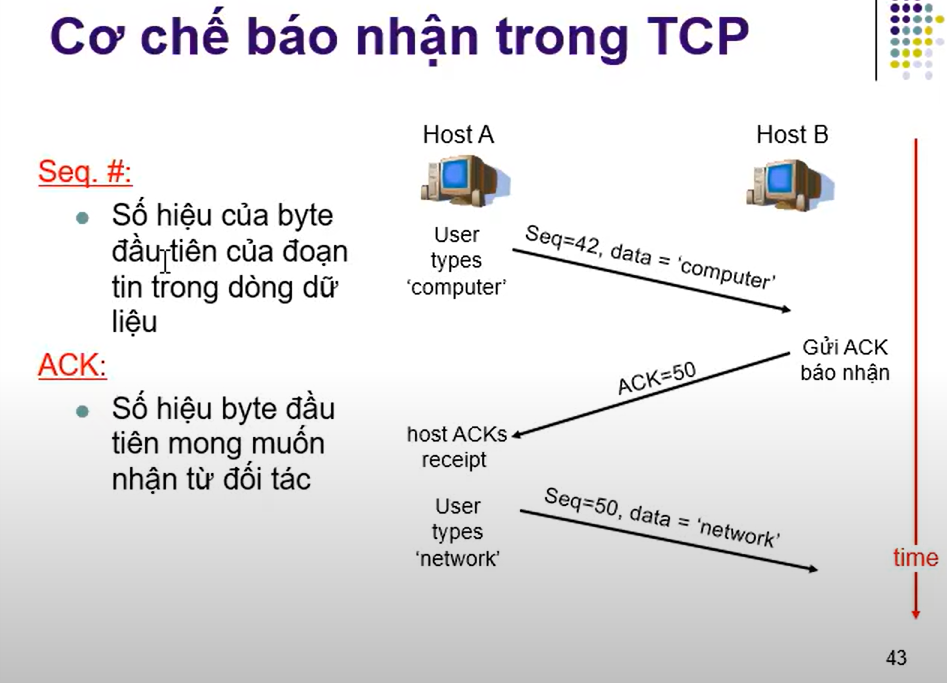 Cơ chế báo nhận trong TCP
Seq. #:
Số hiệu của byte
đầu tiên của đoạn
tin trong dòng dữ
liệu
ACK:
Số hiệu byte đầu
tiên mong muốn
nhận từ đối tác
Host A
Host B
User
types
‘computer’
Seq=42, data = ‘computer’
Gửi ACK
báo nhận
ACK=50
host ACKs
receipt
User
types
‘network’
Seq=50, data = ‘network’
time
43